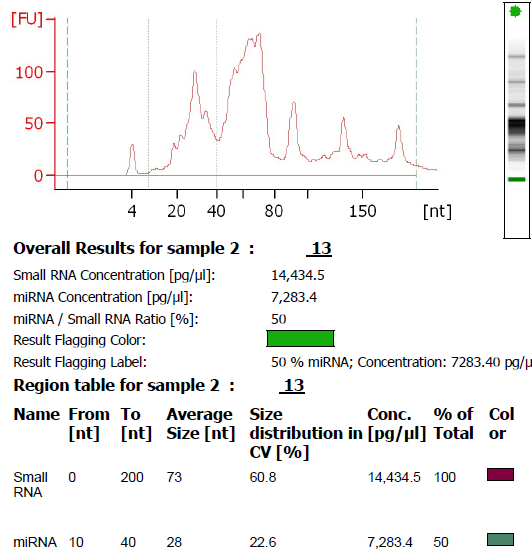 [FU]
100
50
0
4 20 40 80 150 [nt]
Overall Results for sample 2 : 13
Small RNA Concentration [pg/µl]: 14,434.5
miRNA Concentration [pg/µl]: 7,283.4
miRNA / Small RNA Ratio [%]: 50
Result Flagging Color:
Result Flagging Label: 50 % miRNA; Concentration: 7283.40 pg/µ
Region table for sample 2 : 13
Name From To Average Size Conc. % of Col
[nt] [nt] Size [nt] distribution in [pg/µl] Total or
CV [%]
Small 0 200 73 60.8 14,434.5 100
RNA
miRNA 10 40 28 22.6 7,283.4 50